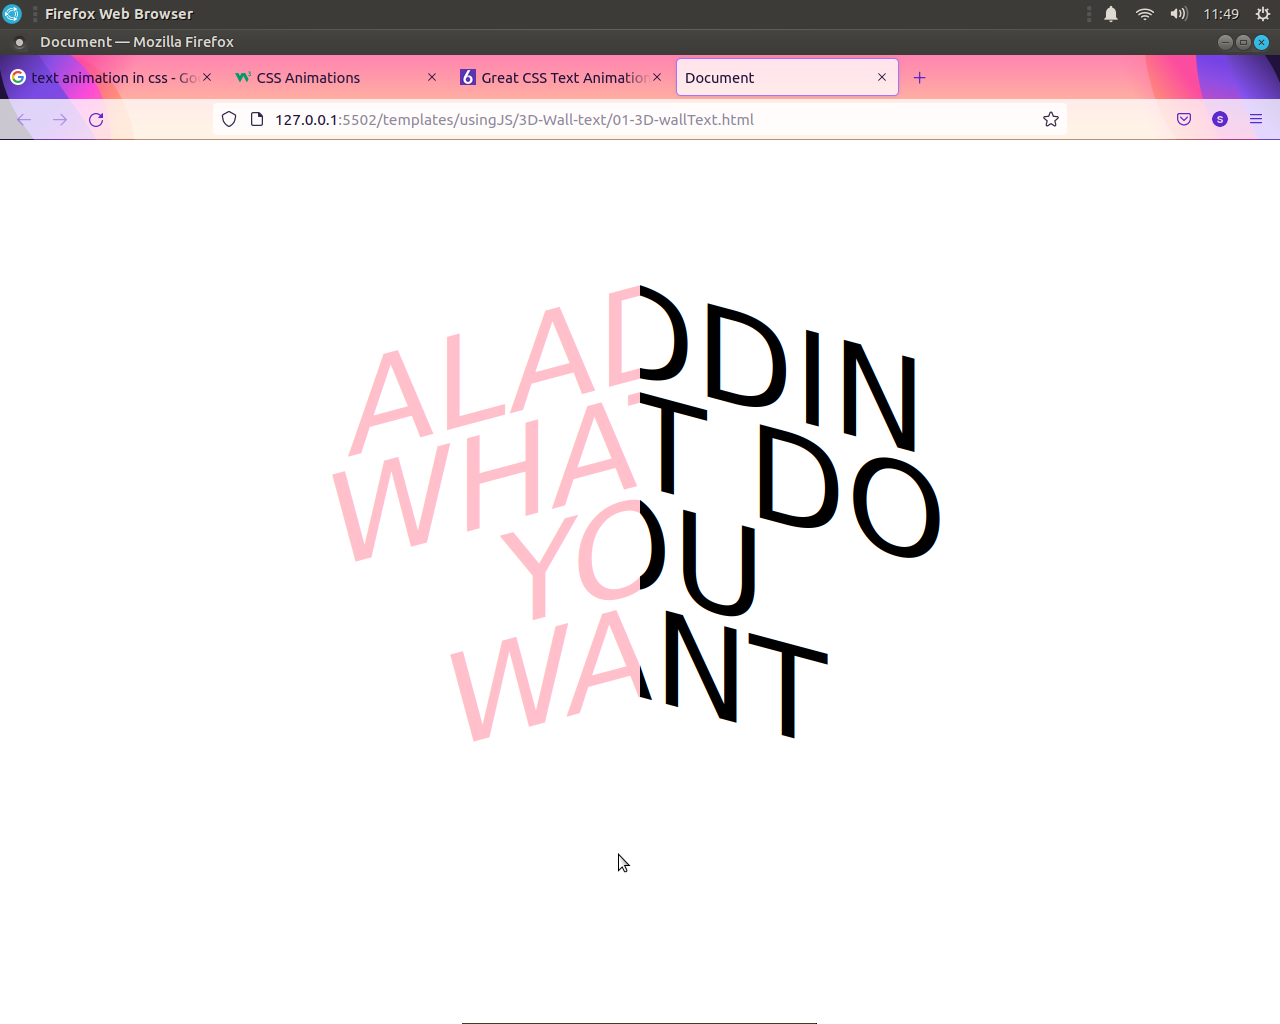 Firefox Web Browser
11:49
Document — Mozilla Firefox
text animation in css - Go
CSS Animations
Great CSS Text Animation
Document
127.0.0.1:5502/templates/usingJS/3D-Wall-text/01-3D-wallText.html
S
ALADDIN
WHAT DO
YOU
WANT